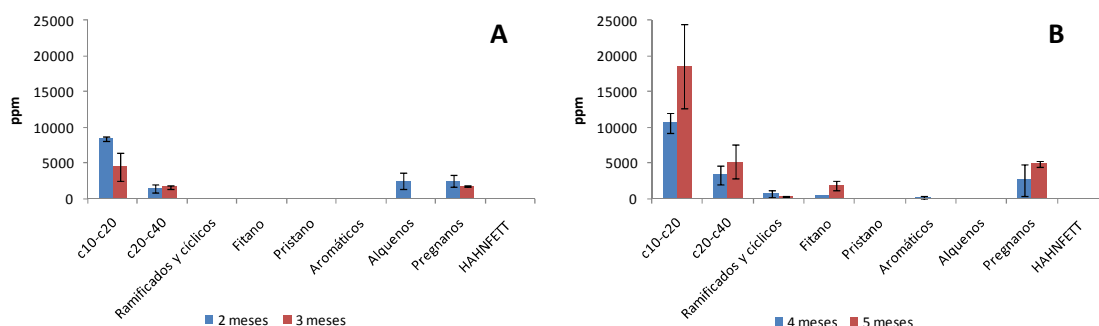 A
25000
20000
15000
10000
5000
0
ppm
c10-c20
c20-c40
Ramificados y cíclicos
Fitano
Pristano
Aromáticos
Alquenos
Pregnanos
HAHNFETT
2 meses 3 meses
B
25000
20000
15000
10000
5000
0
ppm
c10-c20
c20-c40
Ramificados y cíclicos
Fitano
Pristano
Aromáticos
Alquenos
Pregnanos
HAHNFETT
4 meses 5 meses